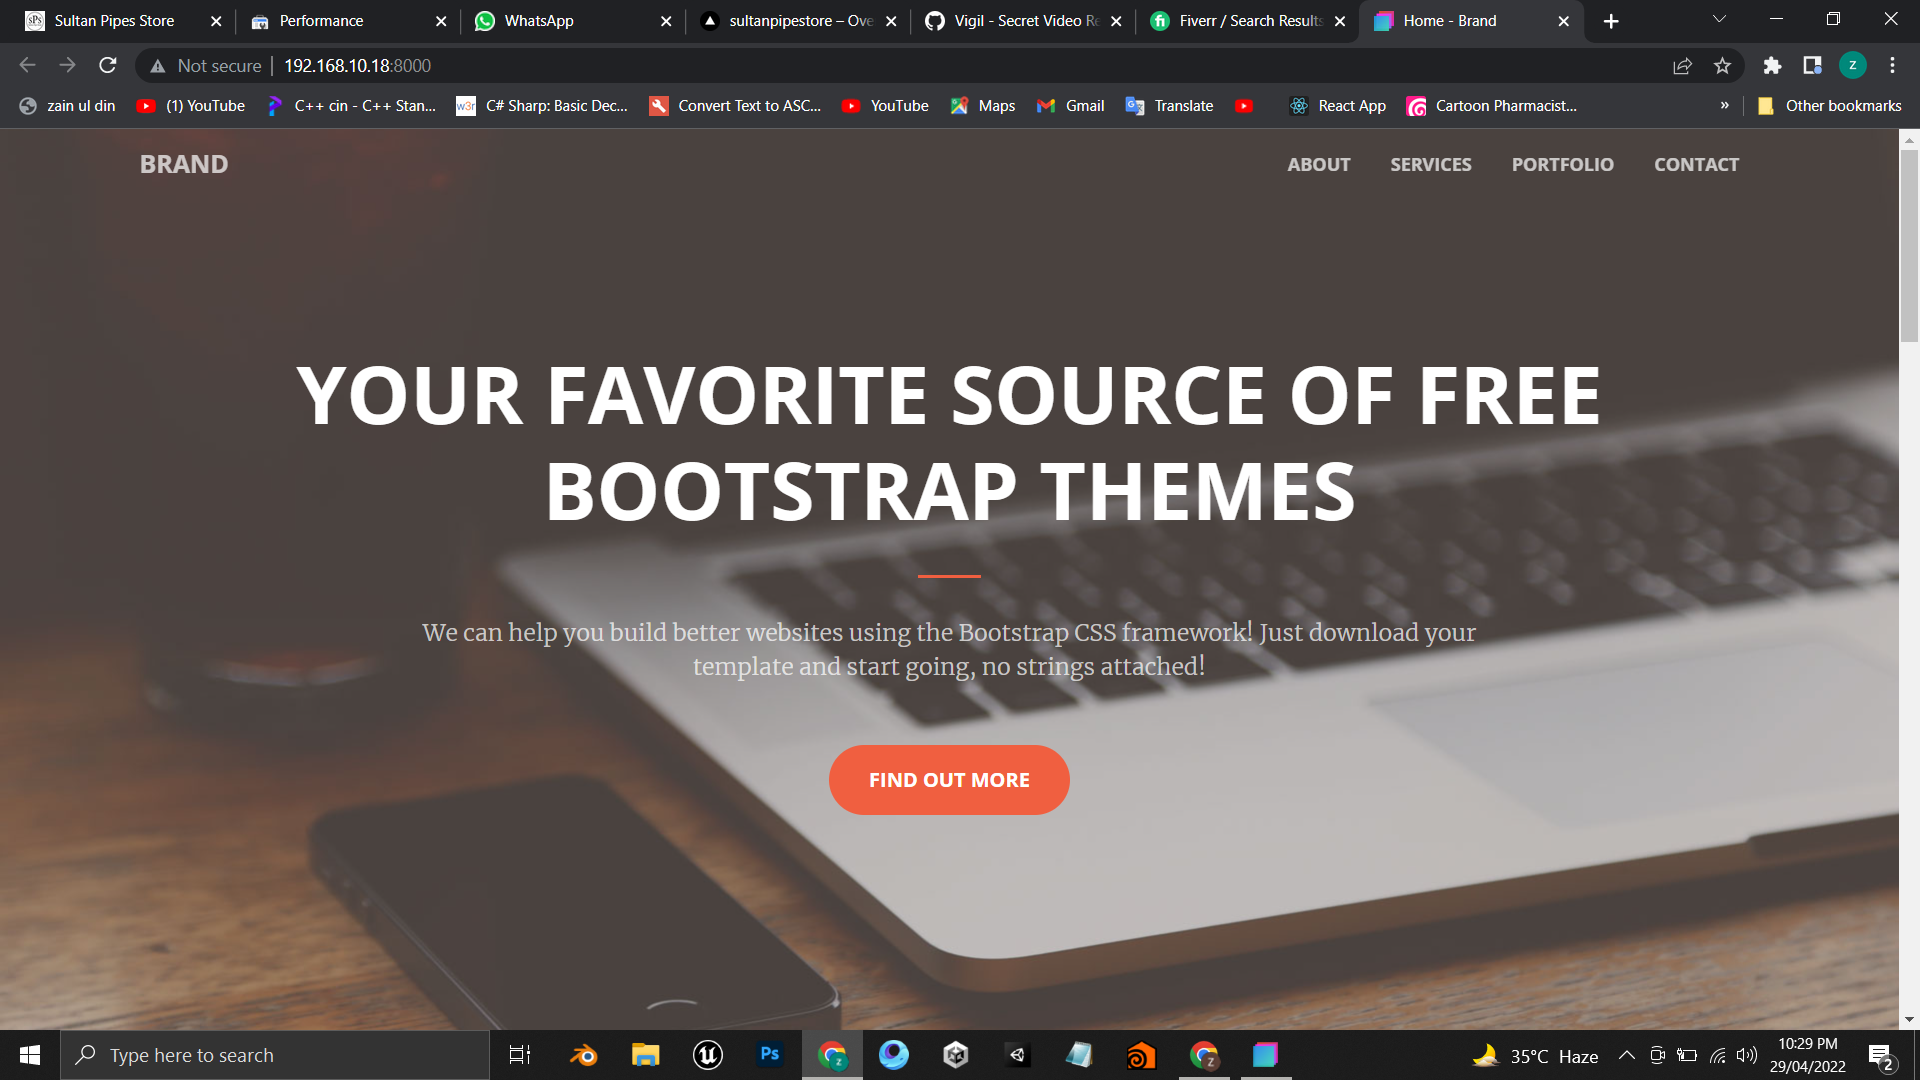 Sultan Pipes Store
Performance
WhatsApp
sultanpipestore – Ove
Vigil - Secret Video Re
Fiverr / Search Results
Home - Brand
Not secure | 192.168.10.18:8000
z
zain ul din
(1) YouTube
C++ cin - C++ Stan...
w3r C# Sharp: Basic Dec...
Convert Text to ASC...
YouTube
Maps
Gmail
Translate
React App
Cartoon Pharmacist...
»
Other bookmarks
BRAND
ABOUT
SERVICES
PORTFOLIO
CONTACT
YOUR FAVORITE SOURCE OF FREE
BOOTSTRAP THEMES
We can help you build better websites using the Bootstrap CSS framework! Just download your
template and start going, no strings attached!
FIND OUT MORE
Type here to search
Ps
z
z
35°C Haze
10:29 PM
29/04/2022
2